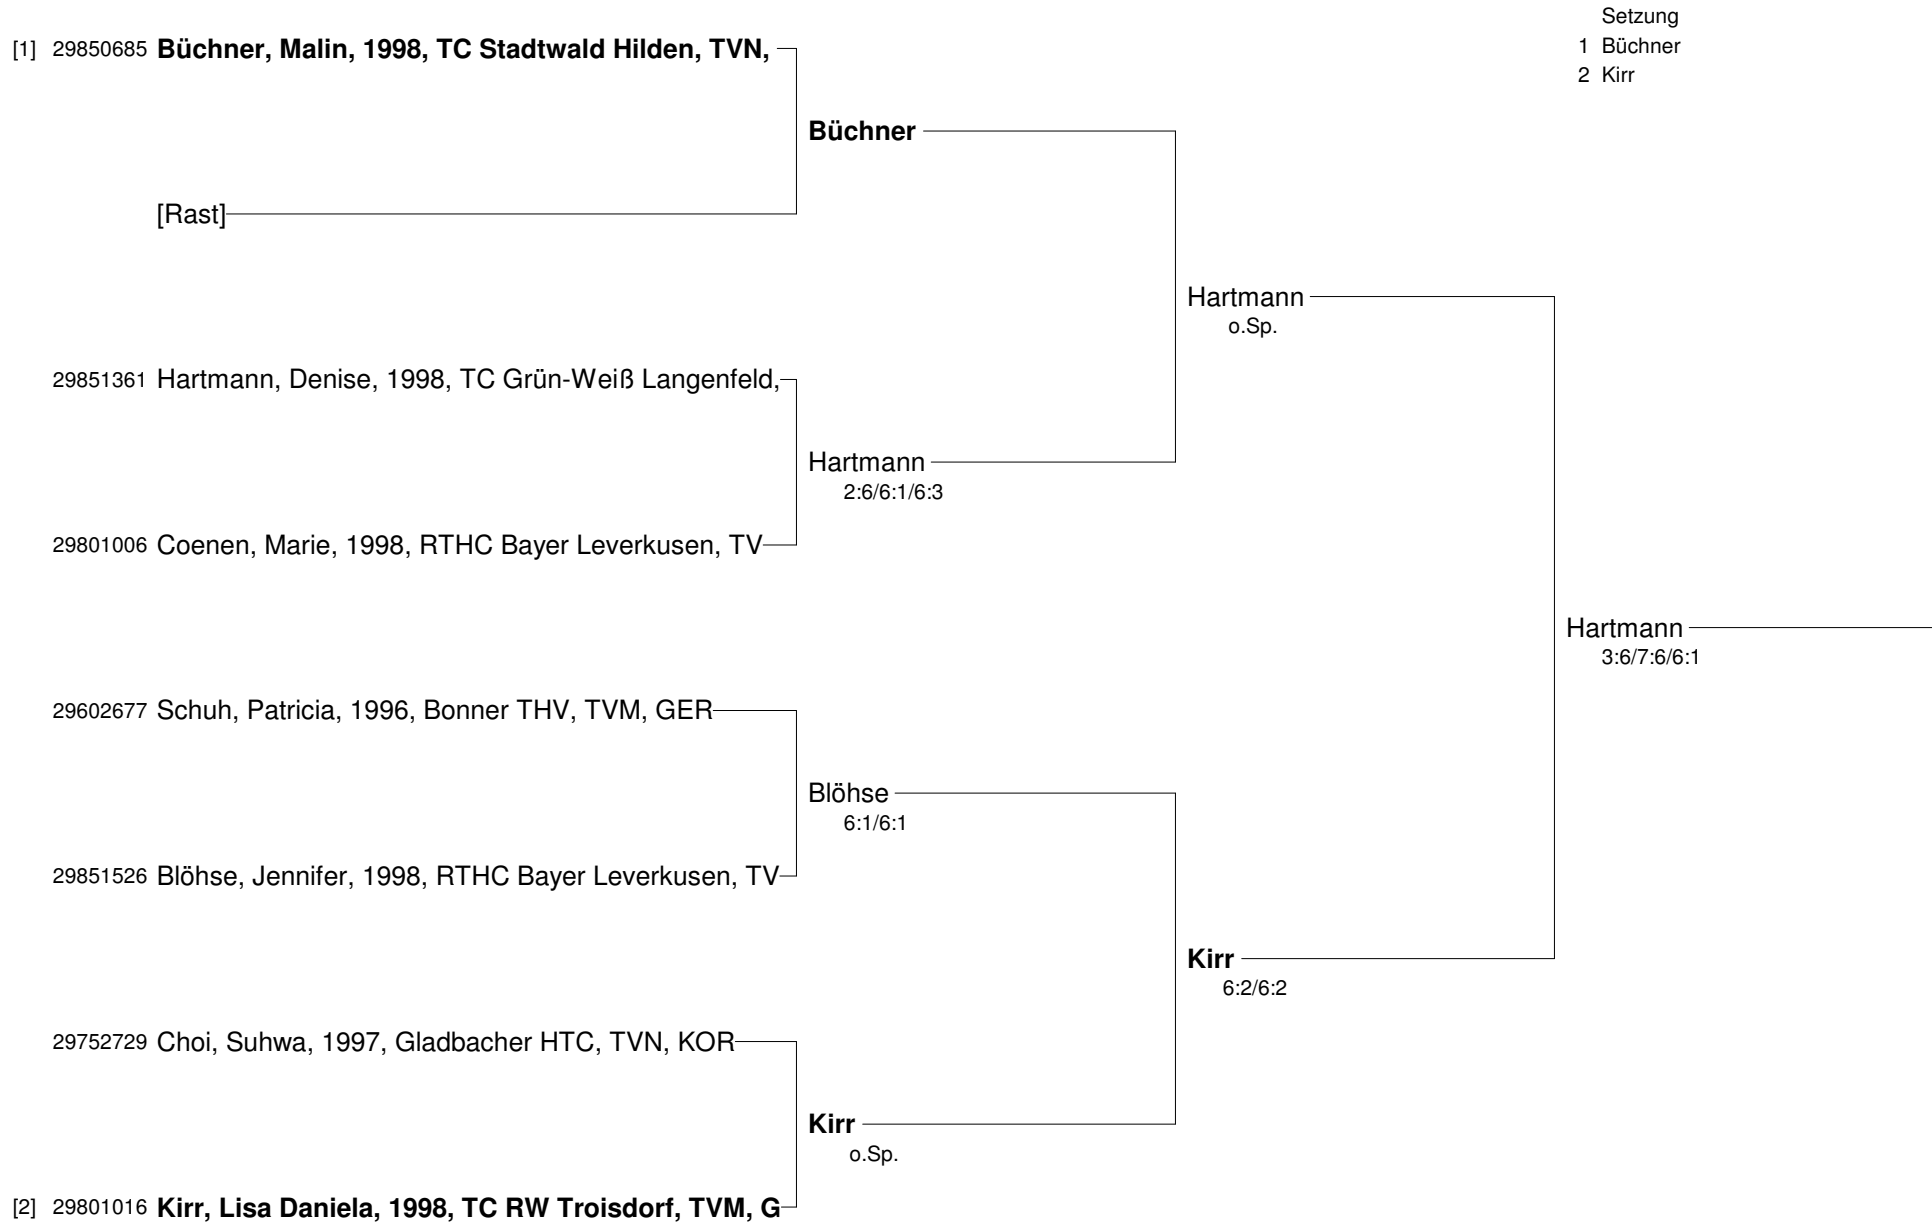 Setzung
1 Büchner
2 Kirr
[1] 29850685 Büchner, Malin, 1998, TC Stadtwald Hilden, TVN,
Büchner
[Rast]
Hartmann
o.Sp.
29851361 Hartmann, Denise, 1998, TC Grün-Weiß Langenfeld,
Hartmann
2:6/6:1/6:3
29801006 Coenen, Marie, 1998, RTHC Bayer Leverkusen, TV
Hartmann
3:6/7:6/6:1
29602677 Schuh, Patricia, 1996, Bonner THV, TVM, GER
Blöhse
6:1/6:1
29851526 Blöhse, Jennifer, 1998, RTHC Bayer Leverkusen, TV
Kirr
6:2/6:2
29752729 Choi, Suhwa, 1997, Gladbacher HTC, TVN, KOR
Kirr
o.Sp.
[2] 29801016 Kirr, Lisa Daniela, 1998, TC RW Troisdorf, TVM, G